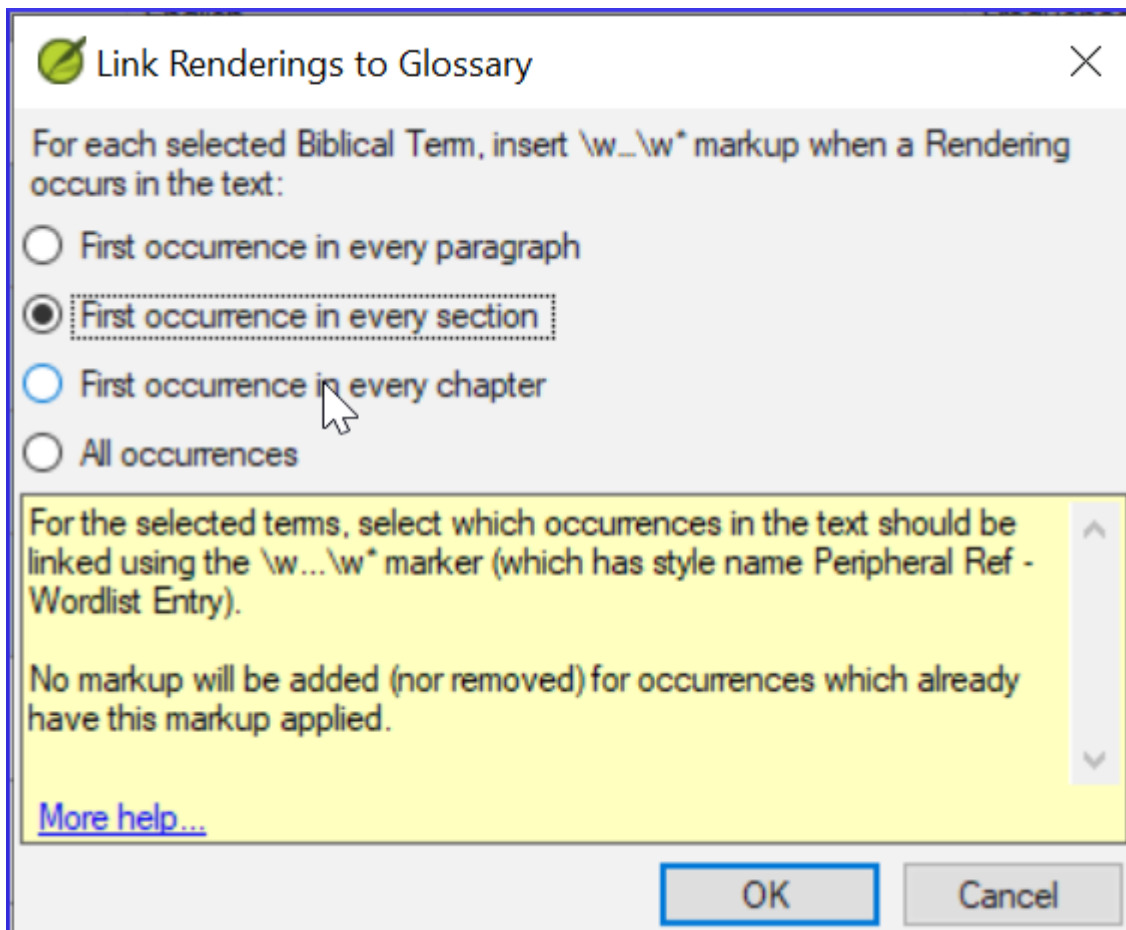 Link Renderings to Glossary
For each selected Biblical Term, insert \w...\w* markup when a Rendering
occurs in the text:
First occurrence in every paragraph
First occurrence in every section
First occurrence in every chapter
All occurrences
For the selected terms, select which occurrences in the text should be
linked using the \w...\w* marker (which has style name Peripheral Ref -
Wordlist Entry).
No markup will be added (nor removed) for occurrences which already
have this markup applied.
More help...
OK Cancel